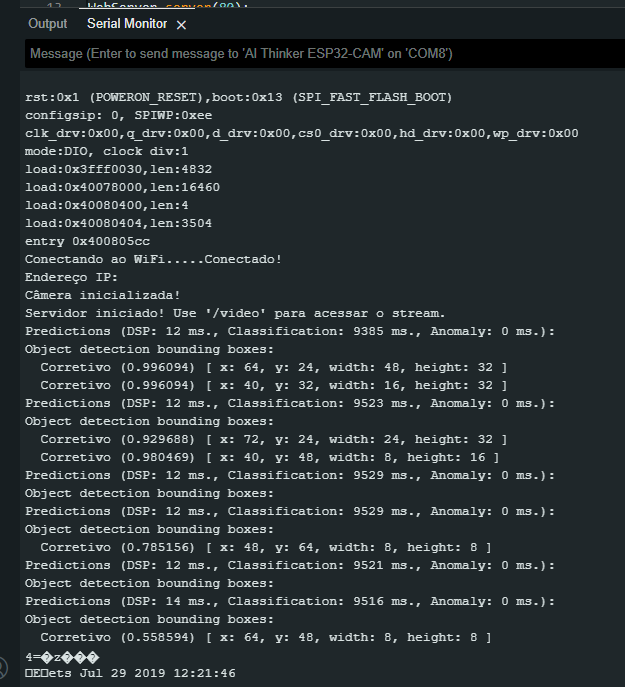 WebServer server(80);
Output Serial Monitor
Message (Enter to send message to 'AI Thinker ESP32-CAM' on 'COM8')
rst:0x1 (POWERON_RESET),boot:0x13 (SPI_FAST_FLASH_BOOT)
configsip: 0, SPIWP:0xee
clk_drv:0x00,q_drv:0x00,d_drv:0x00,cs0_drv:0x00,hd_drv:0x00,wp_drv:0x00
mode:DIO, clock div:1
load:0x3fff0030,len:4832
load:0x40078000,len:16460
load:0x40080400,len:4
load:0x40080404,len:3504
entry 0x400805cc
Conectando ao WiFi.....Conectado!
Endereço IP:
Câmera inicializada!
Servidor iniciado! Use '/video' para acessar o stream.
Predictions (DSP: 12 ms., Classification: 9385 ms., Anomaly: 0 ms.):
Object detection bounding boxes:
Corretivo (0.996094) [ x: 64, y: 24, width: 48, height: 32 ]
Corretivo (0.996094) [ x: 40, y: 32, width: 16, height: 32 ]
Predictions (DSP: 12 ms., Classification: 9523 ms., Anomaly: 0 ms.):
Object detection bounding boxes:
Corretivo (0.929688) [ x: 72, y: 24, width: 24, height: 32 ]
Corretivo (0.980469) [ x: 40, y: 48, width: 8, height: 16 ]
Predictions (DSP: 12 ms., Classification: 9529 ms., Anomaly: 0 ms.):
Object detection bounding boxes:
Predictions (DSP: 12 ms., Classification: 9529 ms., Anomaly: 0 ms.):
Object detection bounding boxes:
Corretivo (0.785156) [ x: 48, y: 64, width: 8, height: 8 ]
Predictions (DSP: 12 ms., Classification: 9521 ms., Anomaly: 0 ms.):
Object detection bounding boxes:
Predictions (DSP: 14 ms., Classification: 9516 ms., Anomaly: 0 ms.):
Object detection bounding boxes:
Corretivo (0.558594) [ x: 64, y: 48, width: 8, height: 8 ]
4=�z���
□E□ets Jul 29 2019 12:21:46